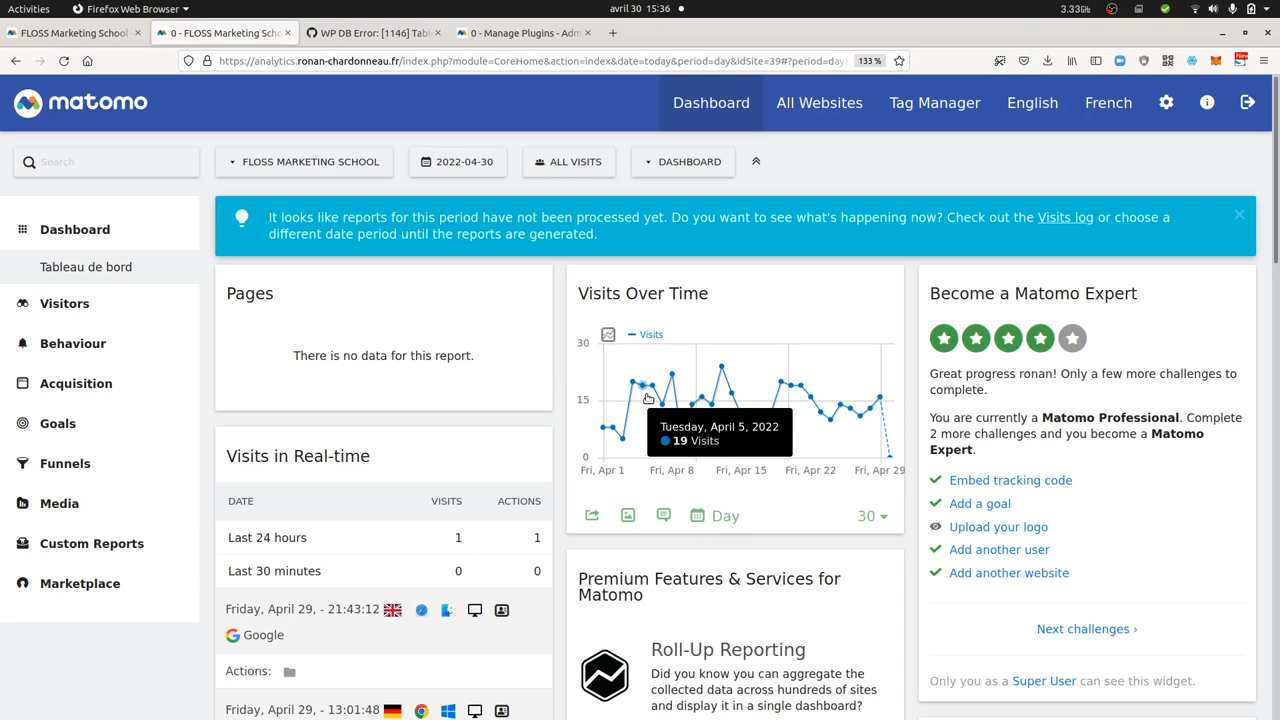 Activities
Firefox Web Browser
avril 30 15:36
3.33%
FLOSS Marketing School
0 - FLOSS Marketing Scho
WP DB Error: [1146] Tabl
0 - Manage Plugins - Adm
https://analytics.ronan-chardonneau.fr/index.php?module=CoreHome&action=index&date=today&period=day&idSite=39#?period=day
133 %
New
matomo
Dashboard
All Websites
Tag Manager
English
French
Search
FLOSS MARKETING SCHOOL
2022-04-30
ALL VISITS
DASHBOARD
Dashboard
Tableau de bord
Visitors
Behaviour
Acquisition
Goals
Funnels
Media
Custom Reports
Marketplace
It looks like reports for this period have not been processed yet. Do you want to see what's happening now? Check out the Visits log or choose a
different date period until the reports are generated.
Pages
There is no data for this report.
Visits in Real-time
DATE VISITS ACTIONS
Last 24 hours 1 1
Last 30 minutes 0 0
Friday, April 29, - 21:43:12
Google
Actions:
Friday, April 29, - 13:01:48
Visits Over Time
Visits
30
15
0
Tuesday, April 5, 2022
19 Visits
Fri, Apr 1 Fri, Apr 8 Fri, Apr 15 Fri, Apr 22 Fri, Apr 29
Day
30
Premium Features & Services for
Matomo
Roll-Up Reporting
Did you know you can aggregate the
collected data across hundreds of sites
and display it in a single dashboard?
Become a Matomo Expert
Great progress ronan! Only a few more challenges to
complete.
You are currently a Matomo Professional. Complete
2 more challenges and you become a Matomo
Expert.
Embed tracking code
Add a goal
Upload your logo
Add another user
Add another website
Next challenges ›
Only you as a Super User can see this widget.